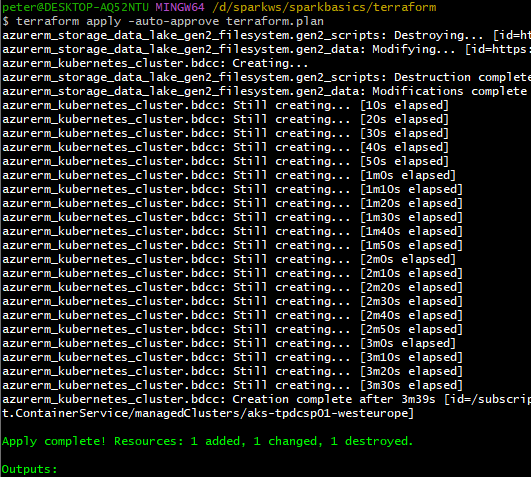 peter@DESKTOP-AQ52NTU MINGW64 /d/sparkws/sparkbasics/terraform
$ terraform apply -auto-approve terraform.plan
azurerm_storage_data_lake_gen2_filesystem.gen2_scripts: Destroying... [id=ht
azurerm_storage_data_lake_gen2_filesystem.gen2_data: Modifying... [id=https:
azurerm_kubernetes_cluster.bdcc: Creating...
azurerm_storage_data_lake_gen2_filesystem.gen2_scripts: Destruction complete
azurerm_storage_data_lake_gen2_filesystem.gen2_data: Modifications complete
azurerm_kubernetes_cluster.bdcc: Still creating... [10s elapsed]
azurerm_kubernetes_cluster.bdcc: Still creating... [20s elapsed]
azurerm_kubernetes_cluster.bdcc: Still creating... [30s elapsed]
azurerm_kubernetes_cluster.bdcc: Still creating... [40s elapsed]
azurerm_kubernetes_cluster.bdcc: Still creating... [50s elapsed]
azurerm_kubernetes_cluster.bdcc: Still creating... [1m0s elapsed]
azurerm_kubernetes_cluster.bdcc: Still creating... [1m10s elapsed]
azurerm_kubernetes_cluster.bdcc: Still creating... [1m20s elapsed]
azurerm_kubernetes_cluster.bdcc: Still creating... [1m30s elapsed]
azurerm_kubernetes_cluster.bdcc: Still creating... [1m40s elapsed]
azurerm_kubernetes_cluster.bdcc: Still creating... [1m50s elapsed]
azurerm_kubernetes_cluster.bdcc: Still creating... [2m0s elapsed]
azurerm_kubernetes_cluster.bdcc: Still creating... [2m10s elapsed]
azurerm_kubernetes_cluster.bdcc: Still creating... [2m20s elapsed]
azurerm_kubernetes_cluster.bdcc: Still creating... [2m30s elapsed]
azurerm_kubernetes_cluster.bdcc: Still creating... [2m40s elapsed]
azurerm_kubernetes_cluster.bdcc: Still creating... [2m50s elapsed]
azurerm_kubernetes_cluster.bdcc: Still creating... [3m0s elapsed]
azurerm_kubernetes_cluster.bdcc: Still creating... [3m10s elapsed]
azurerm_kubernetes_cluster.bdcc: Still creating... [3m20s elapsed]
azurerm_kubernetes_cluster.bdcc: Still creating... [3m30s elapsed]
azurerm_kubernetes_cluster.bdcc: Creation complete after 3m39s [id=/subscrip
t.ContainerService/managedClusters/aks-tpdcsp01-westeurope]
Apply complete! Resources: 1 added, 1 changed, 1 destroyed.
Outputs: